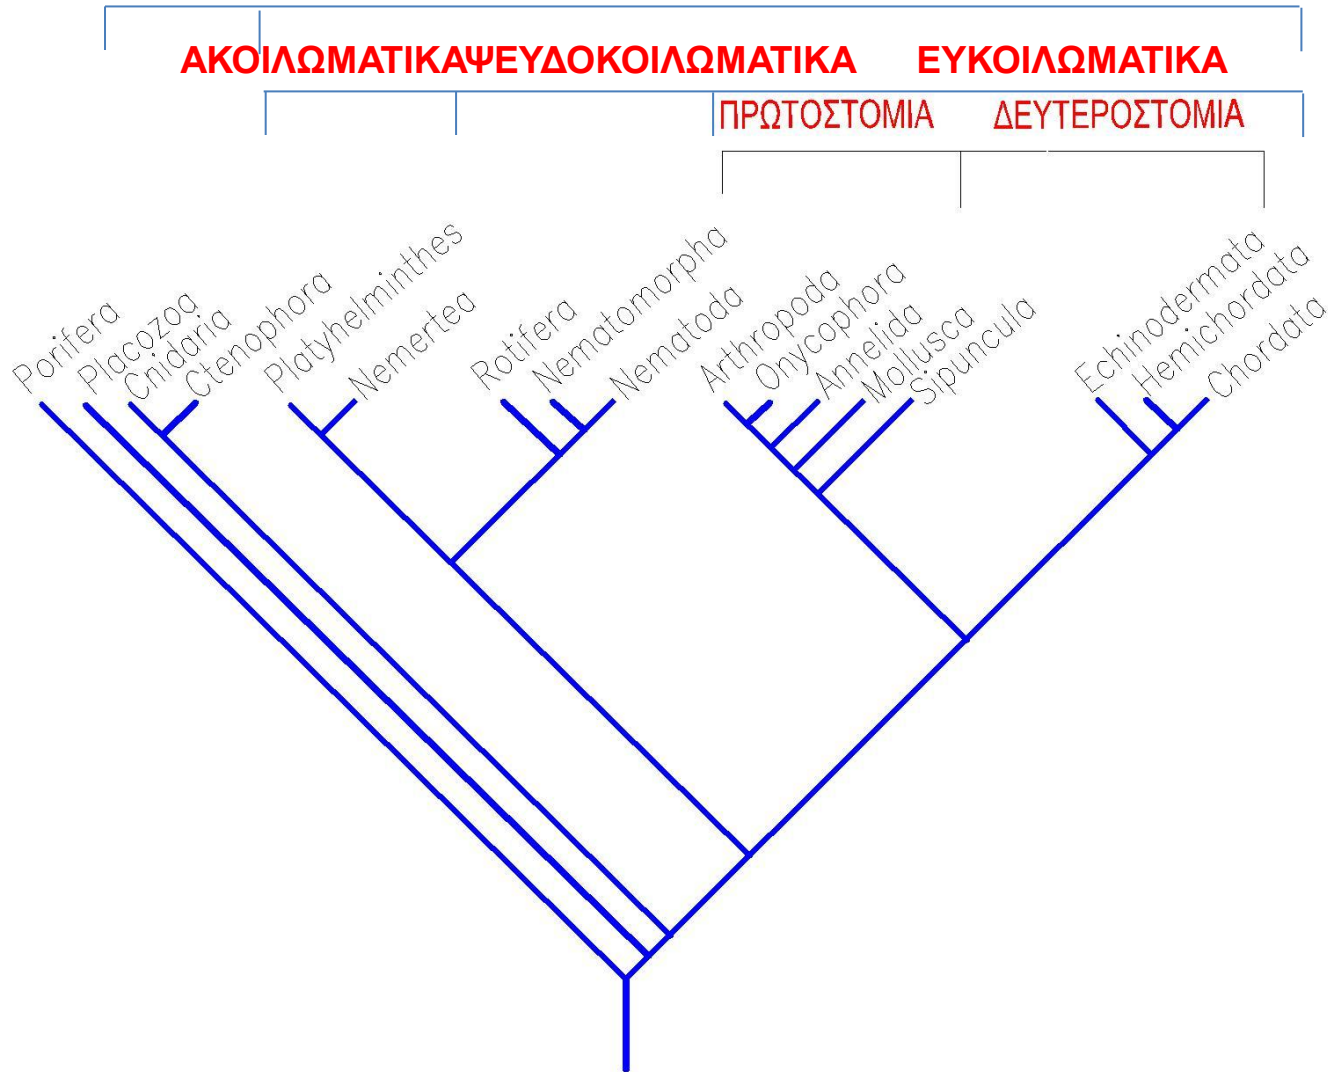 ΑΚΟΙΛΩΜΑΤΙΚΑ ΨΕΥΔΟΚΟΙΛΩΜΑΤΙΚΑ ΕΥΚΟΙΛΩΜΑΤΙΚΑ
ΠΡΩΤΟΣΤΟΜΙΑ ΔΕΥΤΕΡΟΣΤΟΜΙΑ
Porifera
Placozoa
Cnidaria
Ctenophora
Platyhelminthes
Nemertea
Rotifera
Nematomorpha
Nematoda
Arthropoda
Onycophora
Annelida
Mollusca
Sipuncula
Echinodermata
Hemichordata
Chordata